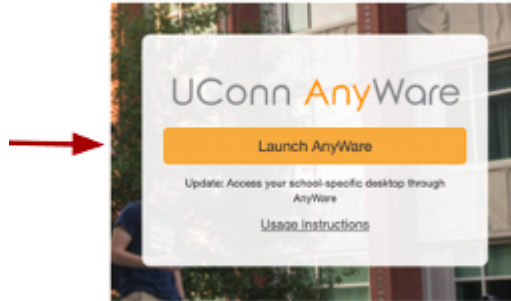 UConn AnyWare
Launch AnyWare
Update: Access your school-specific desktop through
AnyWare
Usage Instructions